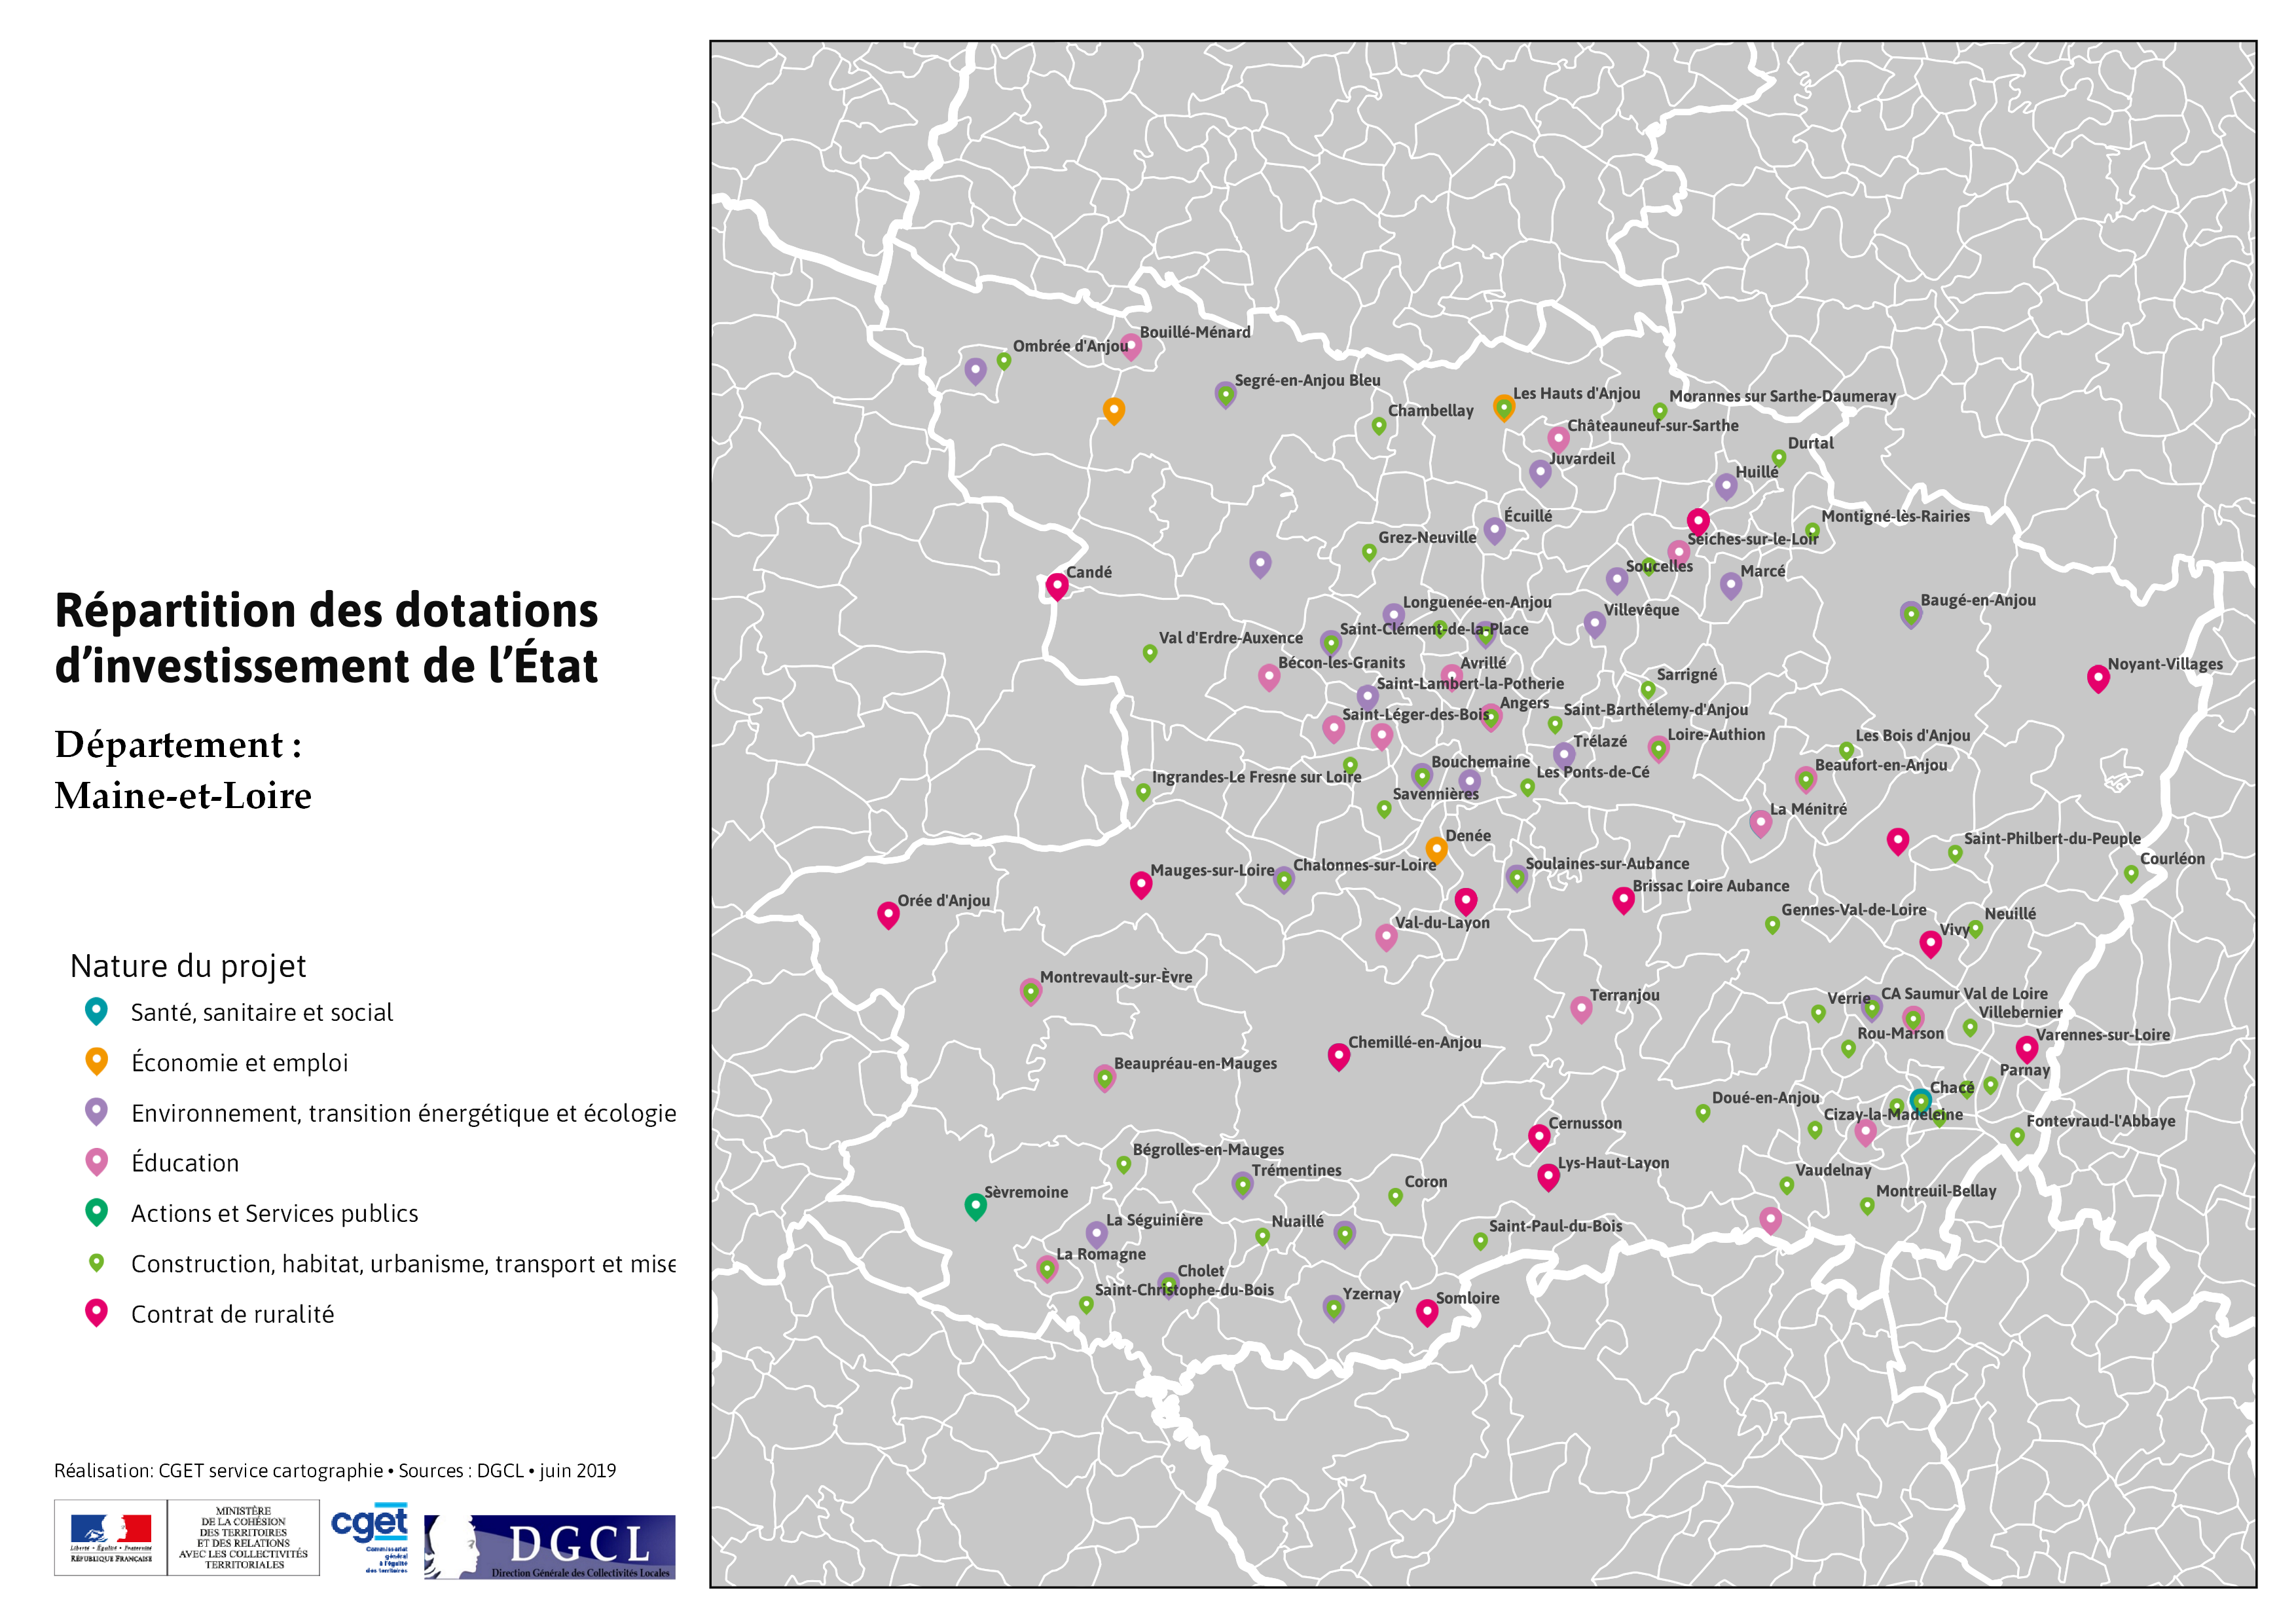 Répartition des dotations
d’investissement de l’État
Département :
Maine-et-Loire
Nature du projet
Santé, sanitaire et social
Économie et emploi
Environnement, transition énergétique et écologie
Éducation
Actions et Services publics
Construction, habitat, urbanisme, transport et mise
Contrat de ruralité
Réalisation: CGET service cartographie • Sources : DGCL • juin 2019
Liberté • Égalité • Fraternité
RÉPUBLIQUE FRANÇAISE
MINISTÈRE
DE LA COHÉSION
DES TERRITOIRES
ET DES RELATIONS
AVEC LES COLLECTIVITÉS
TERRITORIALES
cget
Commissariat
général
à l'égalité
des territoires
DGCL
Direction Générale des Collectivités Locales
Bouillé-Ménard
Ombrée d'Anjou
Segré-en-Anjou Bleu
Les Hauts d'Anjou
Morannes sur Sarthe-Daumeray
Chambellay
Châteauneuf-sur-Sarthe
Durtal
Juvardeil
Huillé
Écuillé
Montigné-lès-Rairies
Grez-Neuville
Seiches-sur-le-Loir
Soucelles
Marcé
Candé
Longuenée-en-Anjou
Villevêque
Baugé-en-Anjou
Saint-Clément-de-la-Place
Val d'Erdre-Auxence
Bécon-les-Granits
Avrillé
Noyant-Villages
Sarrigné
Saint-Lambert-la-Potherie
Angers
Saint-Léger-des-Bois
Saint-Barthélemy-d'Anjou
Loire-Authion
Les Bois d'Anjou
Trélazé
Bouchemaine
Beaufort-en-Anjou
Les Ponts-de-Cé
Ingrandes-Le Fresne sur Loire
Savennières
La Ménitré
Denée
Saint-Philbert-du-Peuple
Courléon
Mauges-sur-Loire
Chalonnes-sur-Loire
Soulaines-sur-Aubance
Brissac Loire Aubance
Orée d'Anjou
Gennes-Val-de-Loire
Neuillé
Val-du-Layon
Vivy
Montrevault-sur-Èvre
Terranjou
Verrie
CA Saumur Val de Loire
Villebernier
Rou-Marson
Varennes-sur-Loire
Chemillé-en-Anjou
Beaupréau-en-Mauges
Parnay
Chacé
Doué-en-Anjou
Cizay-la-Madeleine
Cernusson
Fontevraud-l'Abbaye
Bégrolles-en-Mauges
Lys-Haut-Layon
Trémentines
Vaudelnay
Coron
Sèvremoine
Montreuil-Bellay
La Séguinière
Nuaillé
Saint-Paul-du-Bois
La Romagne
Cholet
Saint-Christophe-du-Bois
Yzernay
Somloire